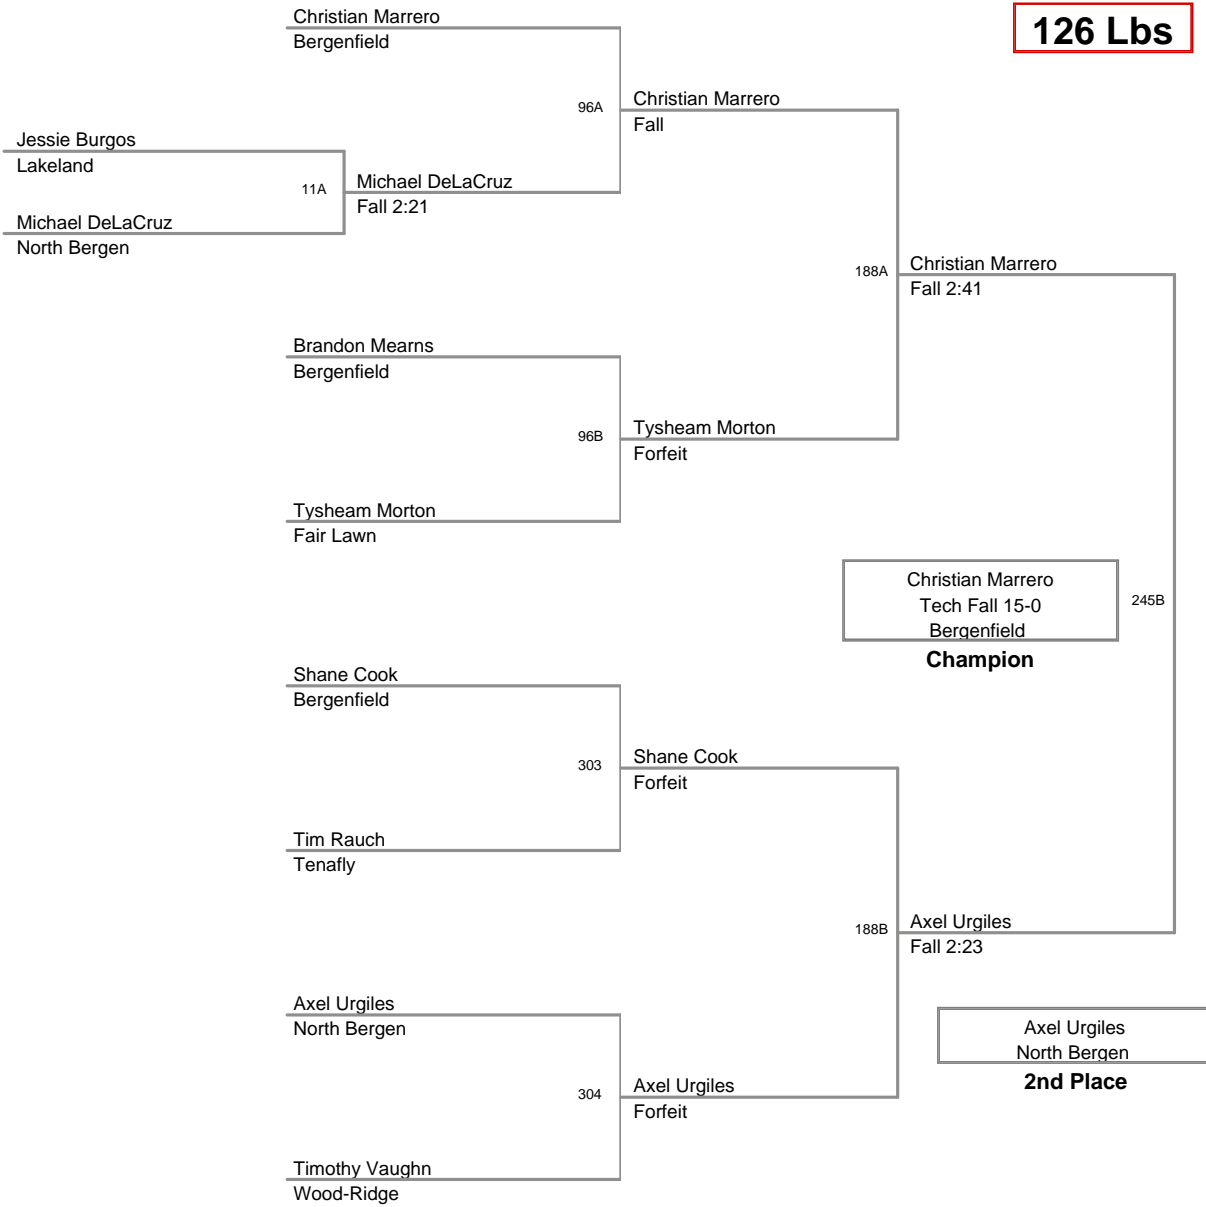 Christian Marrero
Bergenfield
126 Lbs
96A
Christian Marrero
Fall
Jessie Burgos
Lakeland
11A
Michael DeLaCruz
Fall 2:21
Michael DeLaCruz
North Bergen
188A
Christian Marrero
Fall 2:41
Brandon Mearns
Bergenfield
96B
Tysheam Morton
Forfeit
Tysheam Morton
Fair Lawn
Christian Marrero
Tech Fall 15-0
Bergenfield
Champion
245B
Shane Cook
Bergenfield
303
Shane Cook
Forfeit
Tim Rauch
Tenafly
188B
Axel Urgiles
Fall 2:23
Axel Urgiles
North Bergen
Axel Urgiles
North Bergen
2nd Place
304
Axel Urgiles
Forfeit
Timothy Vaughn
Wood-Ridge